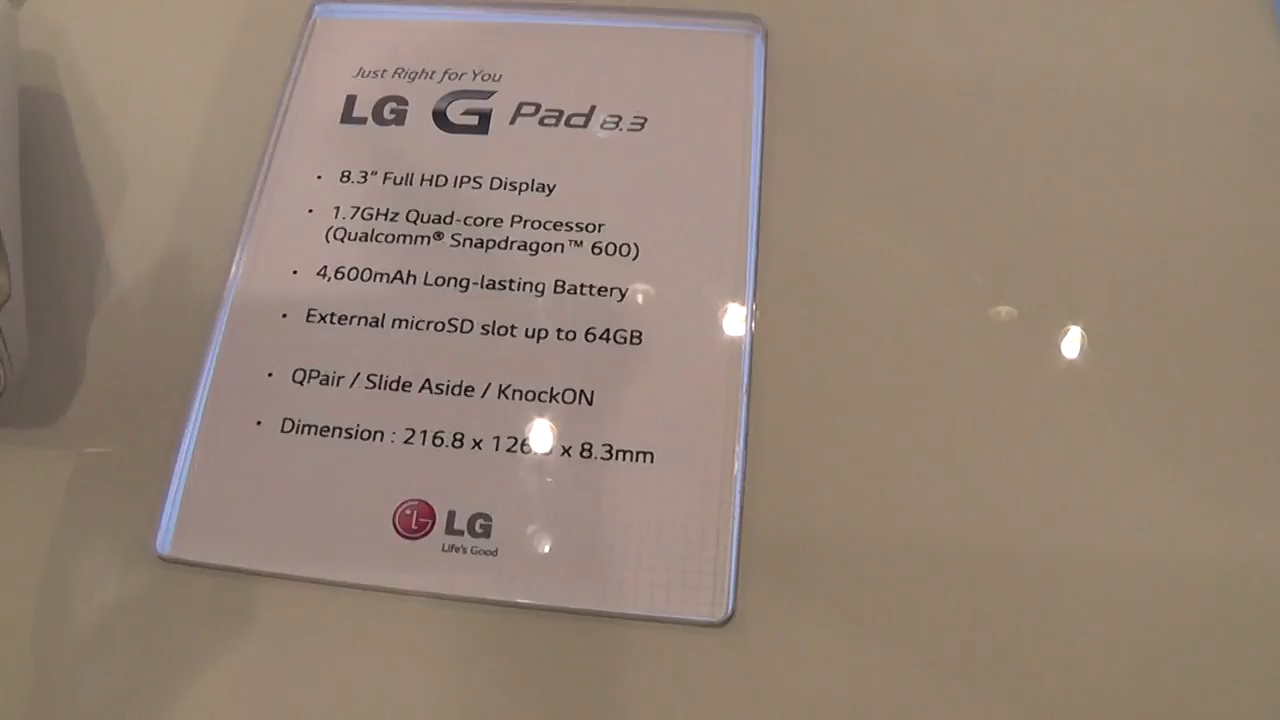 Just Right for You
LG G Pad 8.3
· 8.3" Full HD IPS Display
· 1.7GHz Quad-core Processor
(Qualcomm® Snapdragon™ 600)
· 4,600mAh Long-lasting Battery
· External microSD slot up to 64GB
· QPair / Slide Aside / KnockON
· Dimension : 216.8 x x 8.3mm
LG
Life's Good